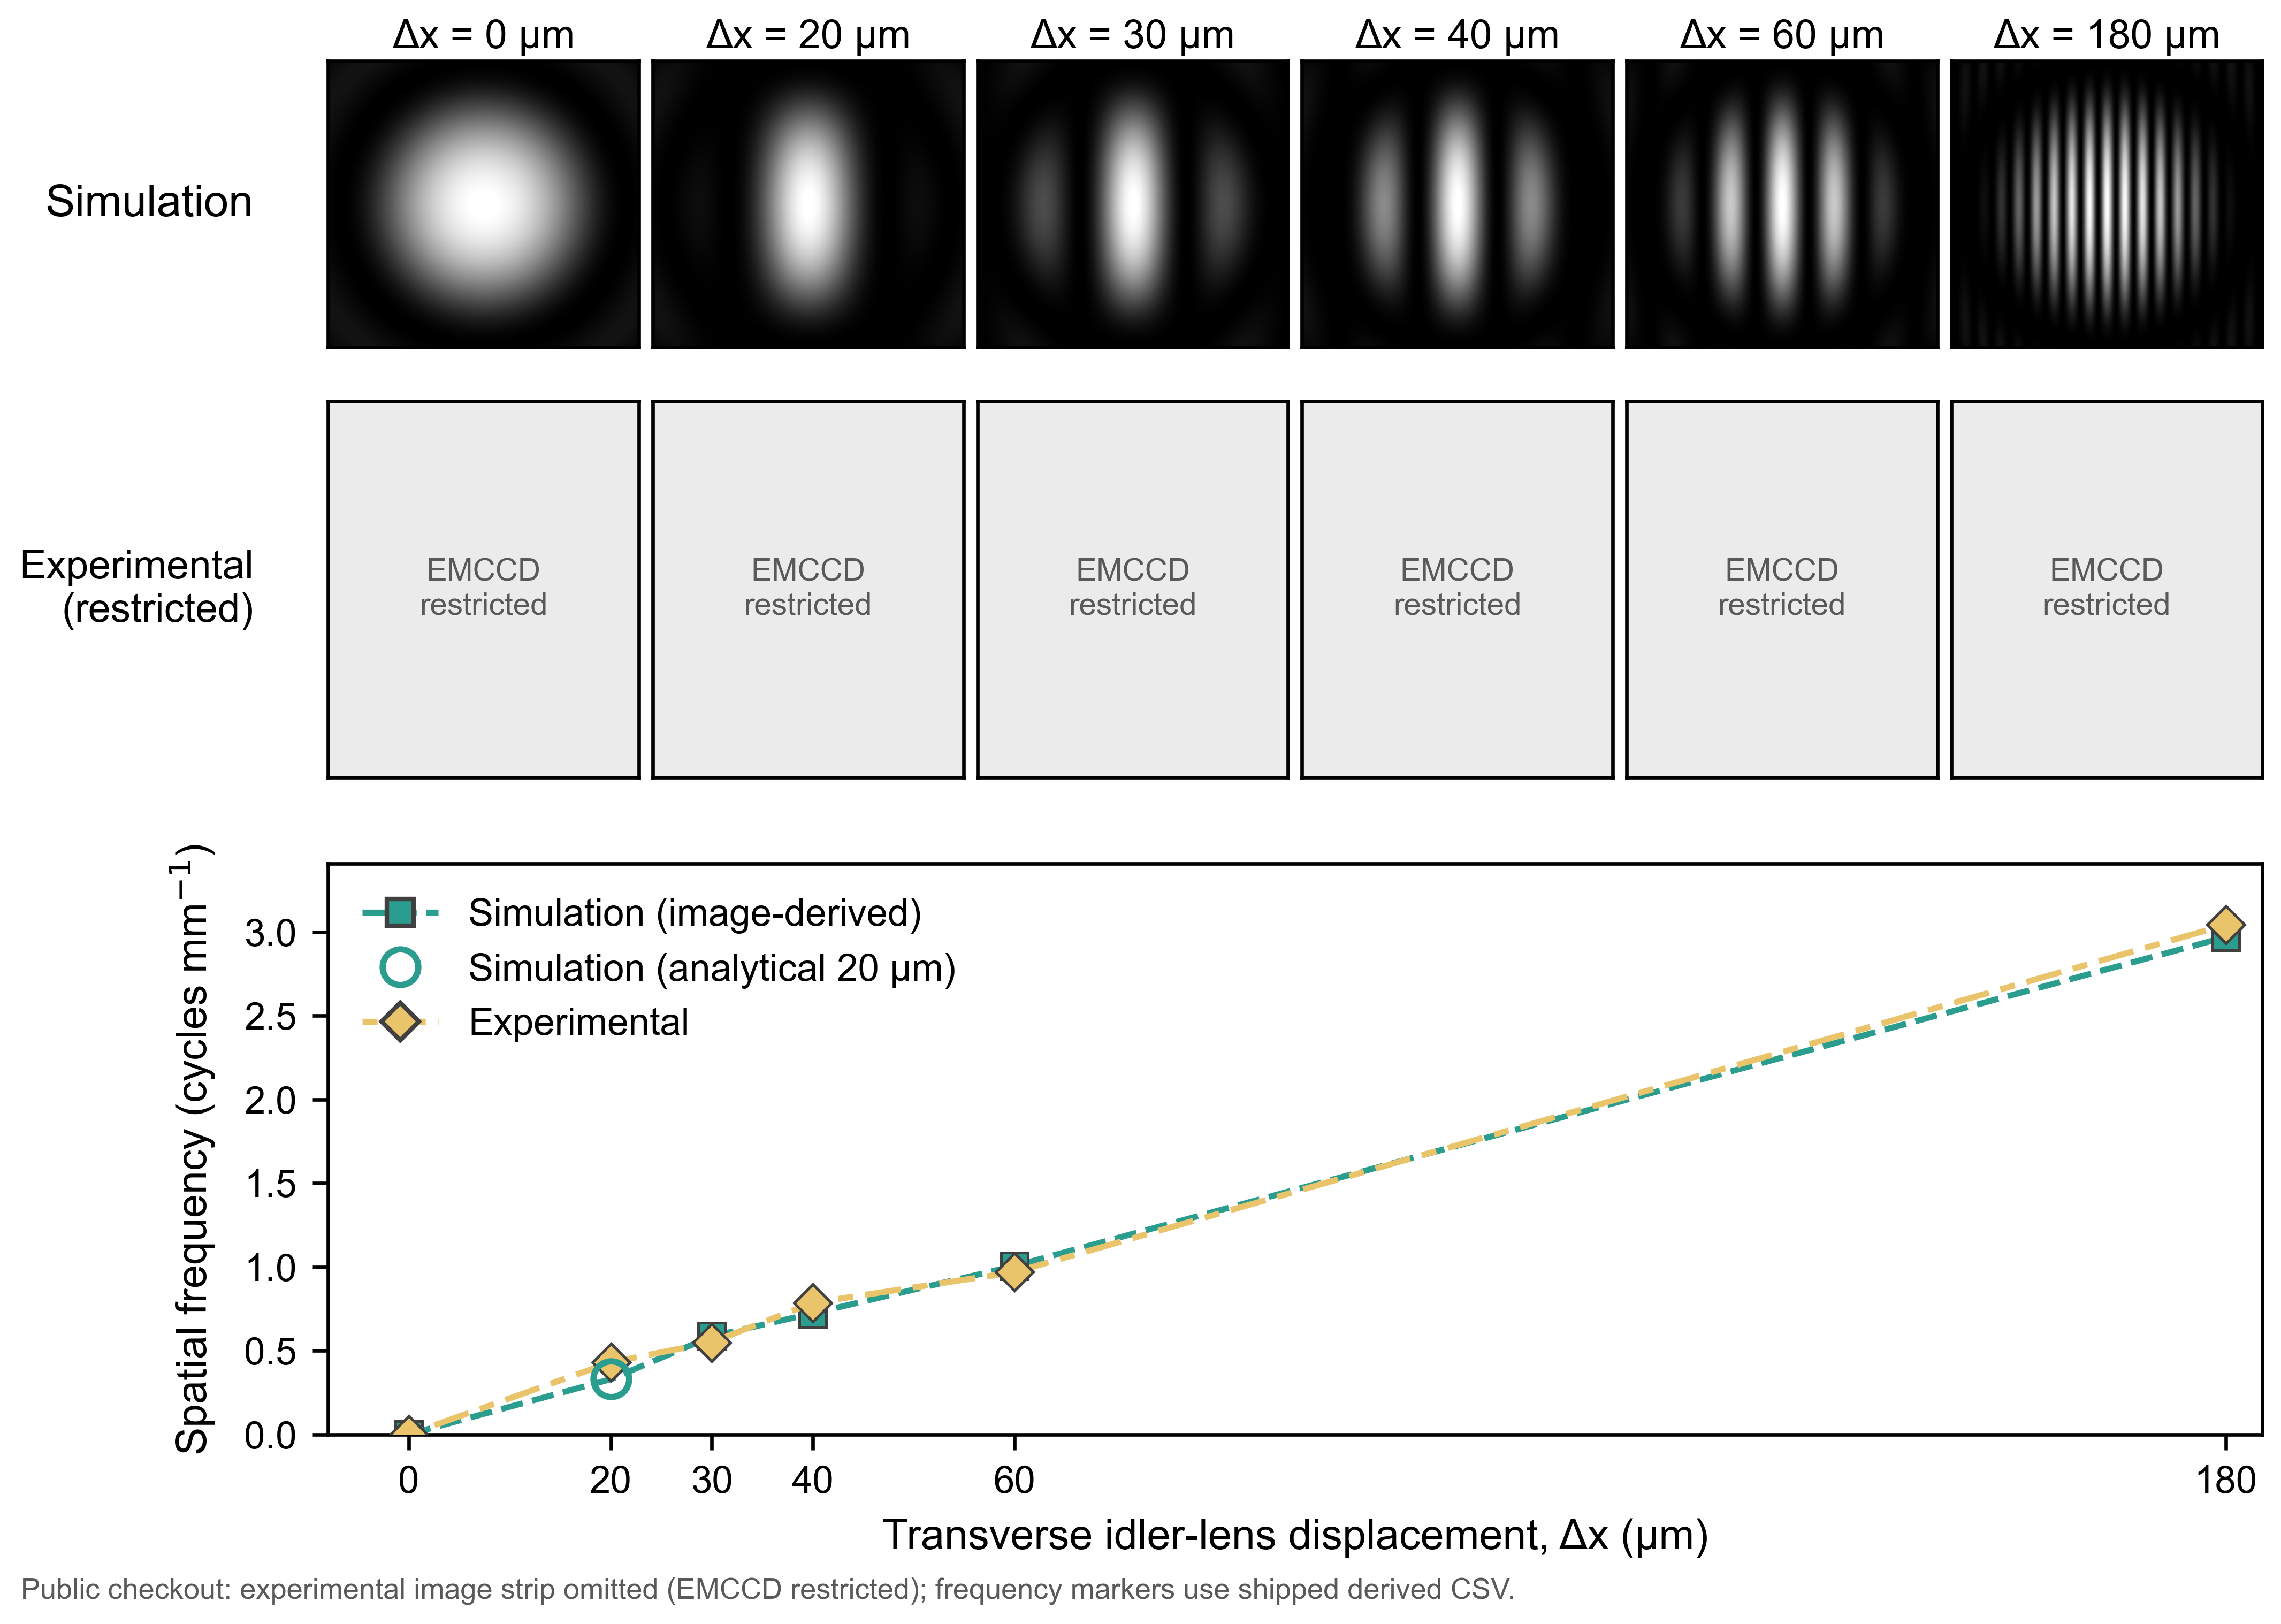 Δx = 0 µm
Δx = 20 µm
Δx = 30 µm
Δx = 40 µm
Δx = 60 µm
Δx = 180 µm
Simulation
Experimental
(restricted)
EMCCD
restricted
EMCCD
restricted
EMCCD
restricted
EMCCD
restricted
EMCCD
restricted
EMCCD
restricted
Spatial frequency (cycles mm⁻¹)
3.0
2.5
2.0
1.5
1.0
0.5
0.0
Simulation (image-derived)
Simulation (analytical 20 µm)
Experimental
0
20
30
40
60
180
Transverse idler-lens displacement, Δx (µm)
Public checkout: experimental image strip omitted (EMCCD restricted); frequency markers use shipped derived CSV.